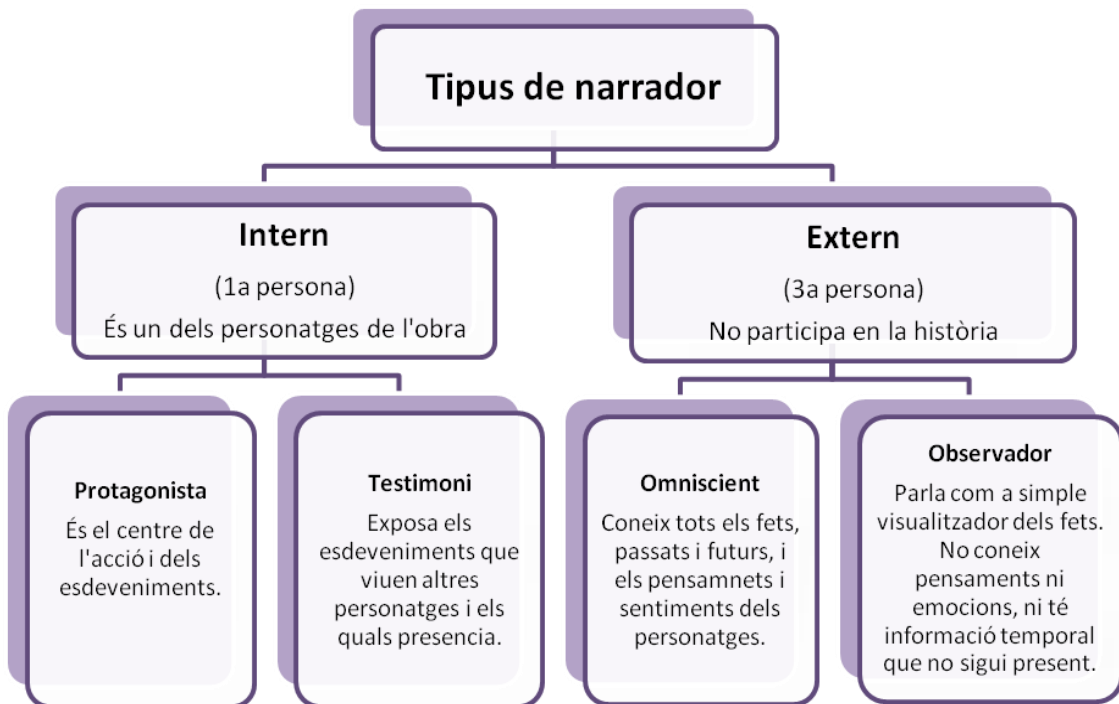 Tipus de narrador
Intern
(1a persona)
És un dels personatges de l'obra
Extern
(3a persona)
No participa en la història
Protagonista
És el centre de
l'acció i dels
esdeveniments.
Testimoni
Exposa els
esdeveniments que
viuen altres
personatges i els
quals presencia.
Omniscient
Coneix tots els fets,
passats i futurs, i
els pensamnets i
sentiments dels
personatges.
Observador
Parla com a simple
visualitzador dels fets.
No coneix
pensaments ni
emocions, ni té
informació temporal
que no sigui present.